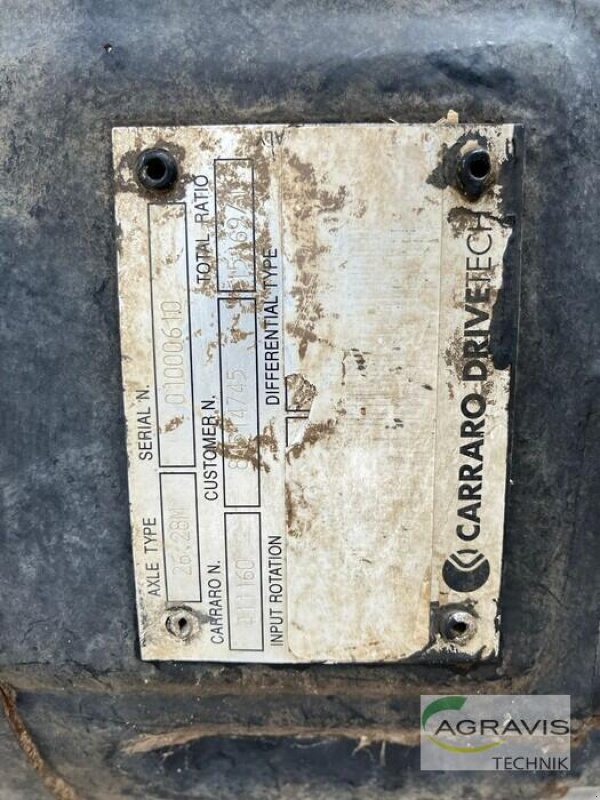 AXLE TYPE SERIAL N.
26.28M 01000610
CARRARO N. CUSTOMER N. TOTAL RATIO
INPUT ROTATION DIFFERENTIAL TYPE
CARRARO DRIVETECH
AGRAVIS
TECHNIK